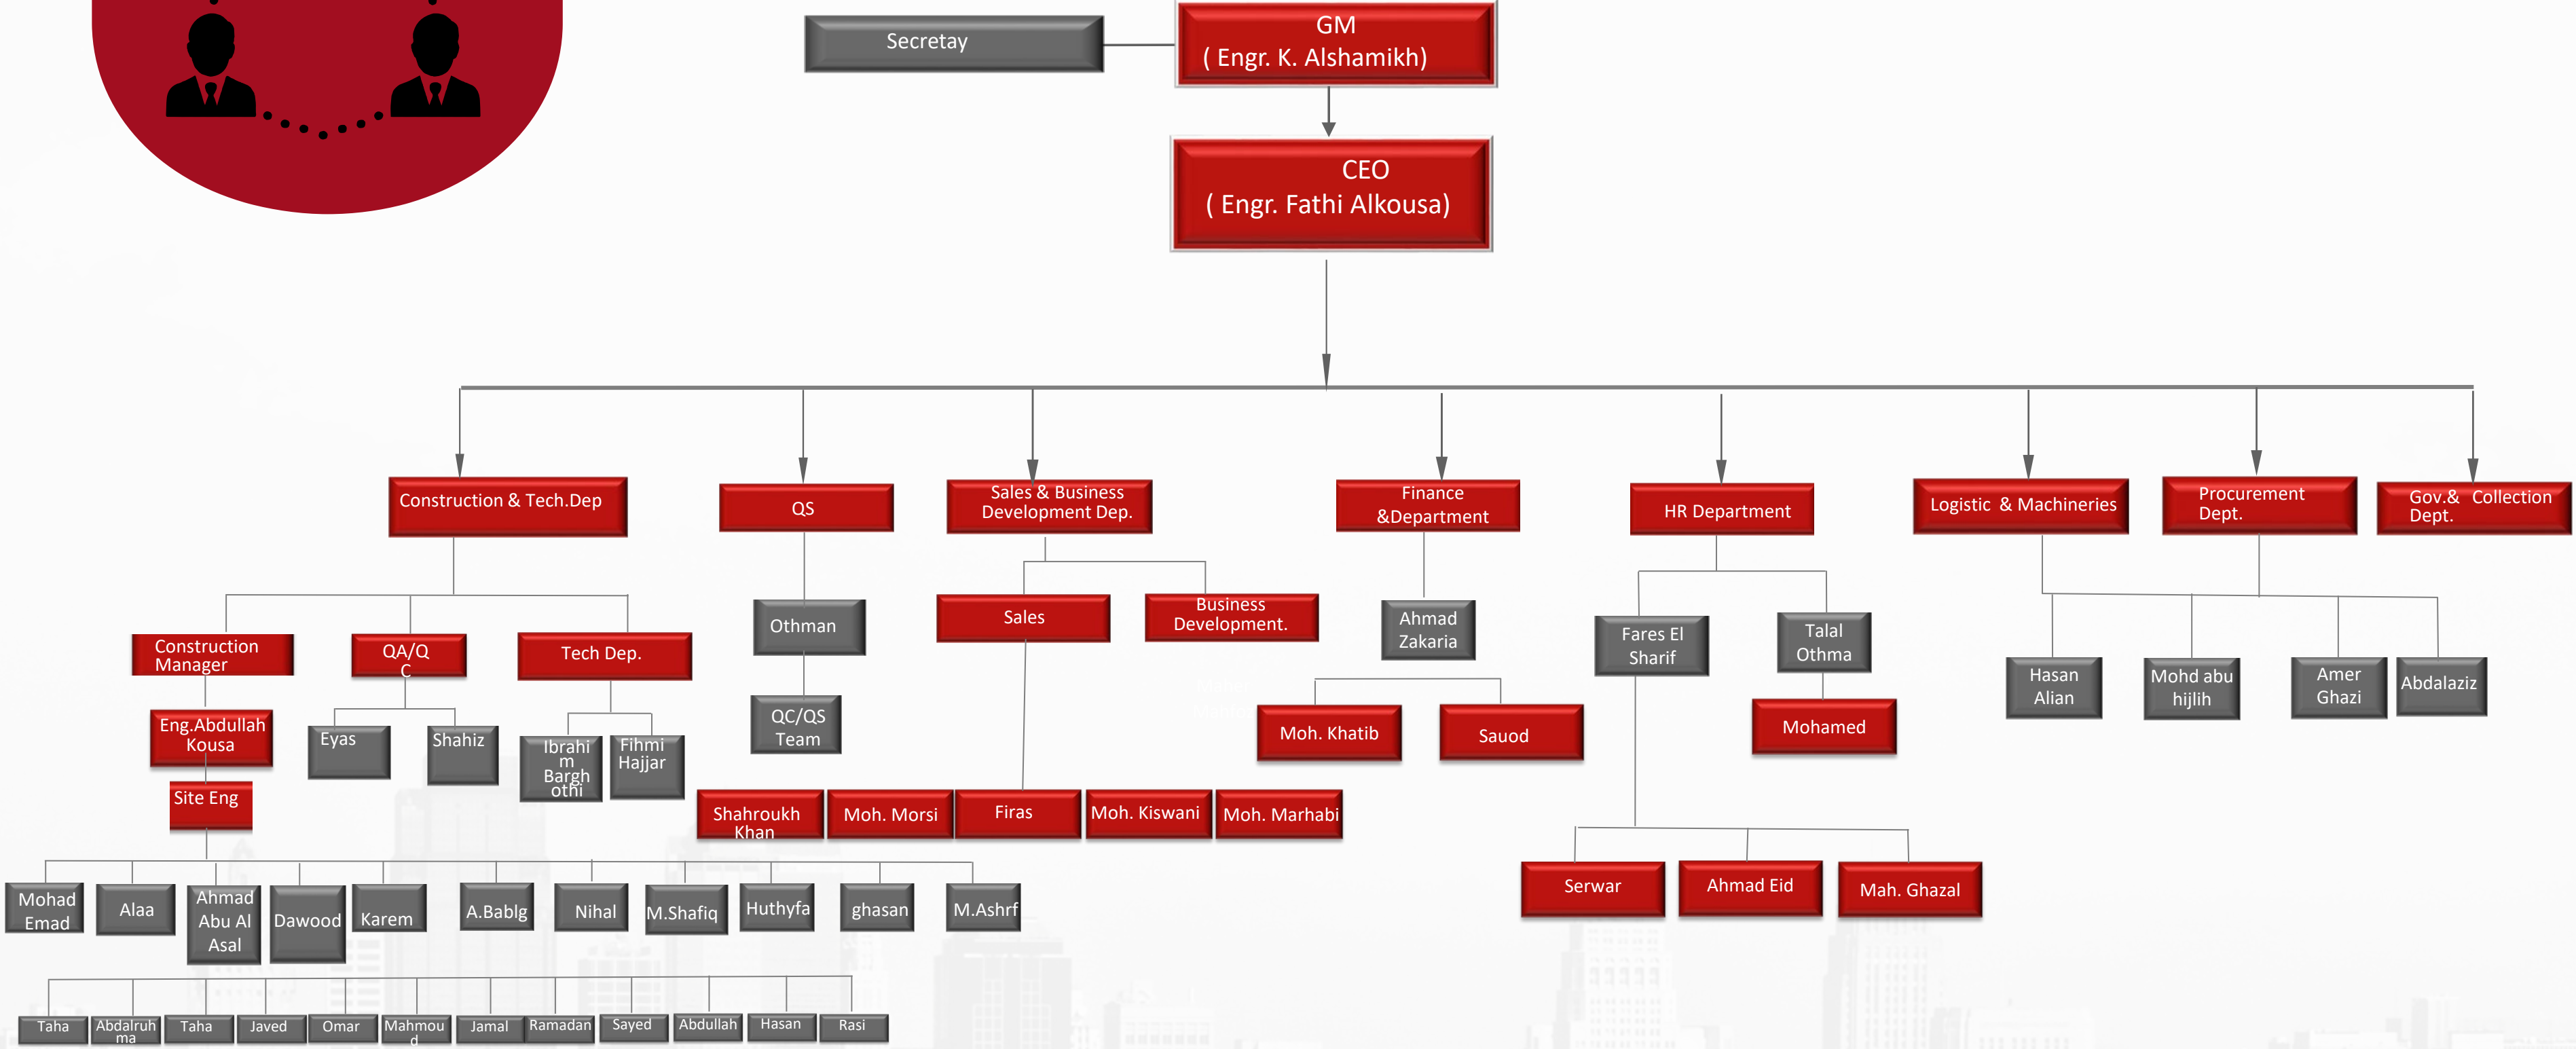 GM
( Engr. K. Alshamikh)
Secretay
CEO
( Engr. Fathi Alkousa)
Construction & Tech.Dep
QS
Sales & Business
Development Dep.
Finance
&Department
HR Department
Logistic & Machineries
Procurement
Dept.
Gov.& Collection
Dept.
Construction
Manager
QA/Q
C
Tech Dep.
Othman
Sales
Business
Development.
Ahmad
Zakaria
Fares El
Sharif
Talal
Othma
Hasan
Alian
Mohd abu
hijlih
Amer
Ghazi
Abdalaziz
Eng.Abdullah
Kousa
Eyas
Shahiz
Ibrahi
m
Bargh
othi
Fihmi
Hajjar
QC/QS
Team
Moh. Khatib
Sauod
Mohamed
Site Eng
Shahroukh
Khan
Moh. Morsi
Firas
Moh. Kiswani
Moh. Marhabi
Serwar
Ahmad Eid
Mah. Ghazal
Mohad
Emad
Alaa
Ahmad
Abu Al
Asal
Dawood
Karem
A.Bablg
Nihal
M.Shafiq
Huthyfa
ghasan
M.Ashrf
Taha
Abdalruh
ma
Taha
Javed
Omar
Mahmou
d
Jamal
Ramadan
Sayed
Abdullah
Hasan
Rasi